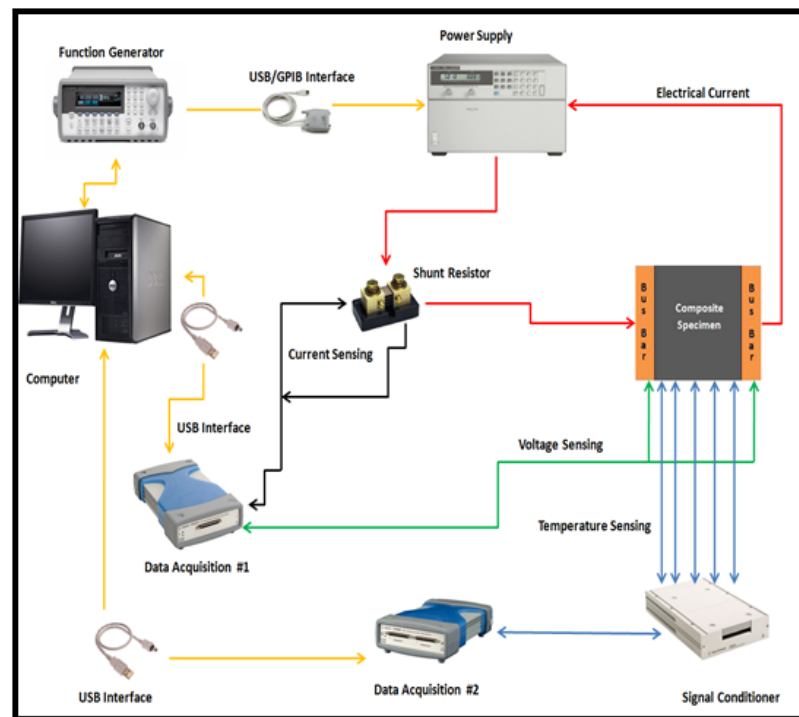 Power Supply
Function Generator
USB/GPIB Interface
Electrical Current
Shunt Resistor
Bus Bar
Composite
Specimen
Bus Bar
Current Sensing
Computer
USB Interface
Voltage Sensing
Temperature Sensing
Data Acquisition #1
USB Interface
Data Acquisition #2
Signal Conditioner